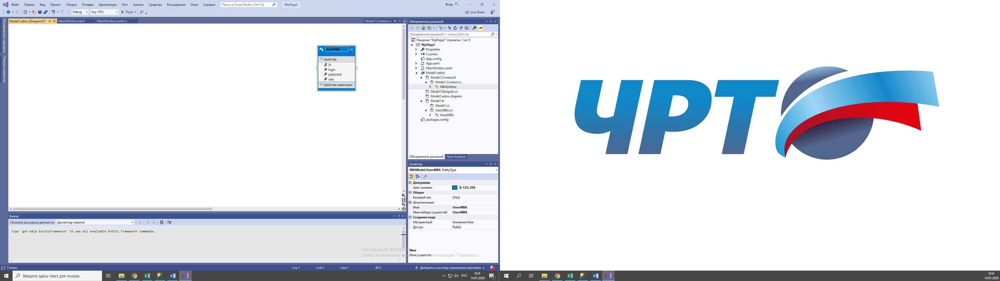 Файл Правка Вид Проект Сборка Отладка Архитектура Тест Анализ Средства Расширения Окно Справка Поиск в Visual Studio (Ctrl+Q) WpfApp2 Вход
Debug Any CPU Пуск Live Share
Обозреватель серверов
Панель элементов
Model1.edmx [Diagram1]* MainWindow.xaml MainWindow.xaml.cs Model1.Context.cs
UsersNBA
Свойства
id
login
password
role
Свойства навигации
Вывод
Показать выходные данные из: Диспетчер пакетов
Type 'get-help EntityFramework' to see all available Entity Framework commands.
Обозреватель решений
Обозреватель решений — поиск (Ctrl+ж)
Решение "WpfApp2" (проекты: 1 из 1)
WpfApp2
Properties
Ссылки
App.config
App.xaml
MainWindow.xaml
Model1.edmx
Model1.Context.tt
Model1.Context.cs
NBAEntities
Model1.Designer.cs
Model1.edmx.diagram
Model1.tt
Model1.cs
UsersNBA.cs
UsersNBA
packages.config
Обозреватель решений Team Explorer
Свойства
NBAModel.UsersNBA EntityType
Диаграмма
Цвет заливки 0; 122; 204
Общие
Базовый тип (Нет)
Документация
Имя UsersNBA
Имя набора сущностей UsersNBA
Создание кода
Абстрактный Значение false
Доступ Public
Имя
Имя сущности.
Активация Windows
Чтобы активировать
в раздел "Параметры".
Готово Стр 1 Слб 1 Сим 1 ВСТ Добавить в систему управления версиями 3
Введите здесь текст для поиска РУС 9:34 14.01.2020 1
ЧРТ
9:34
14.01.2020